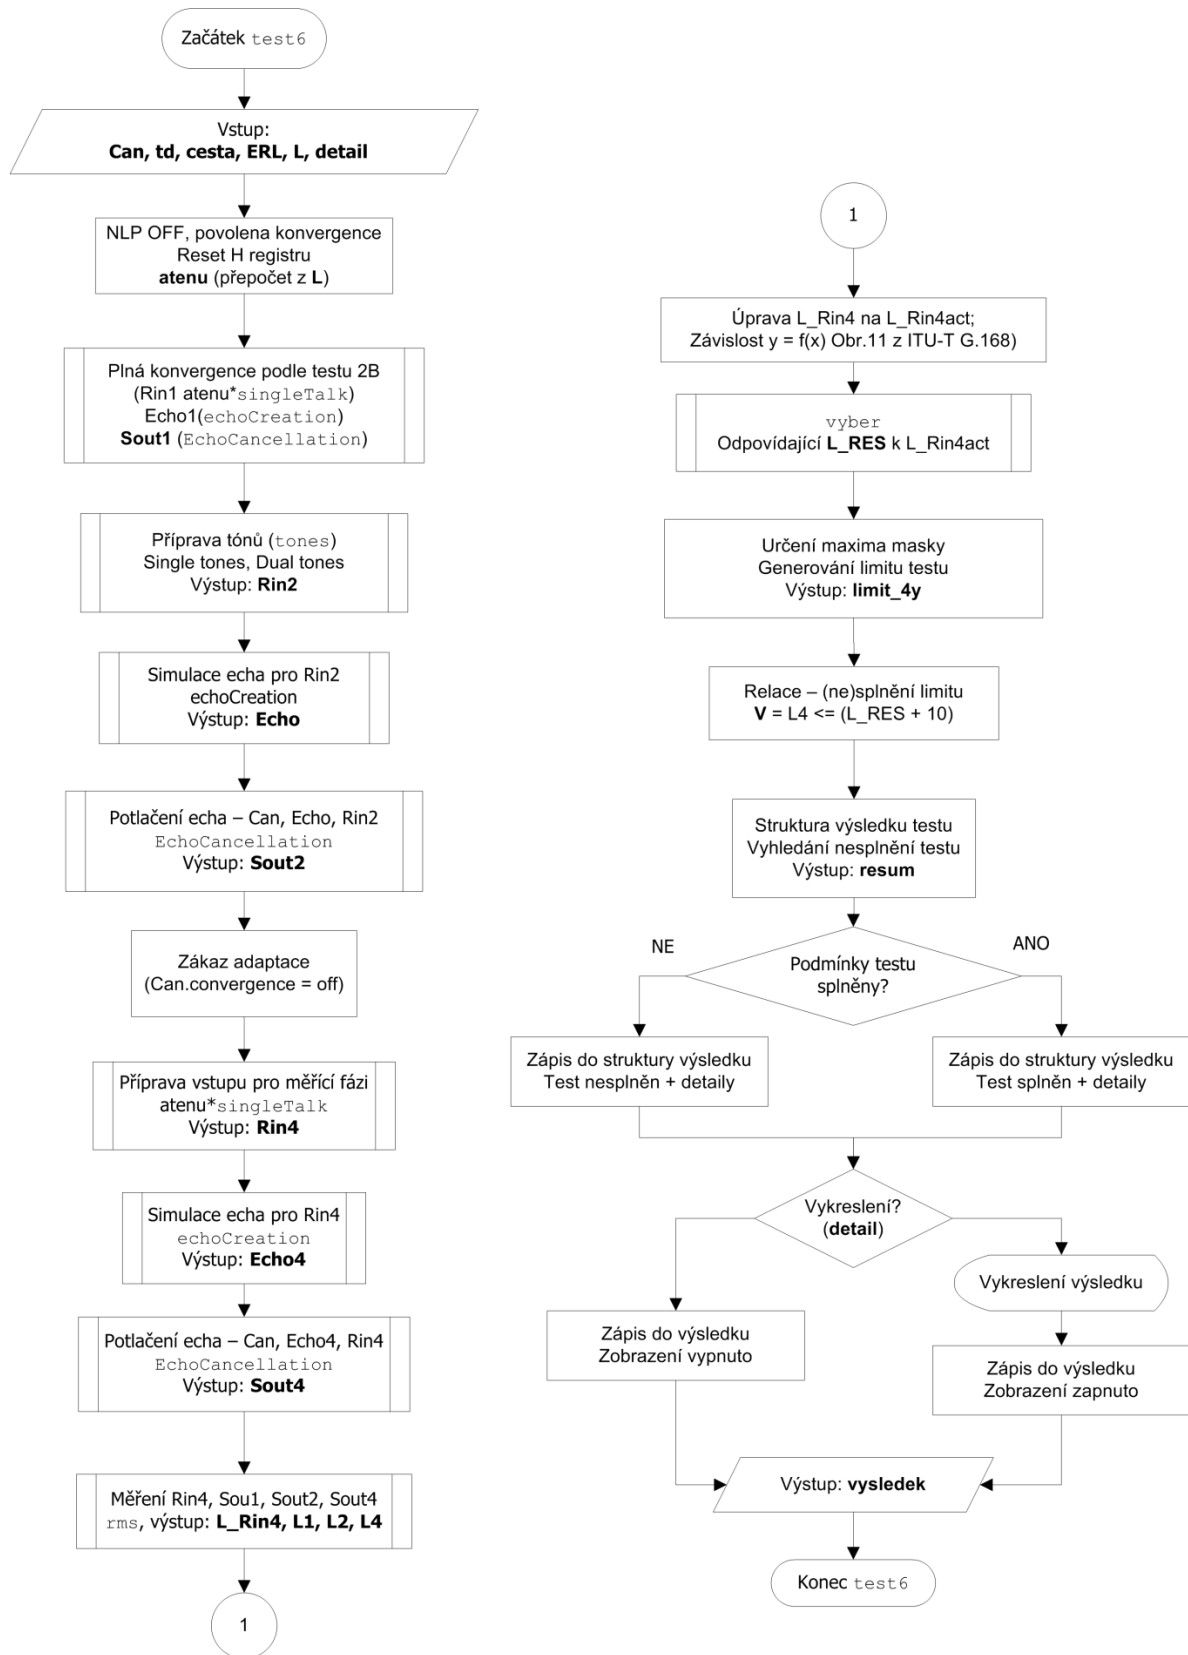 Začátek test6
Vstup:
Can, td, cesta, ERL, L, detail
NLP OFF, povolena konvergence
Reset H registru
atenu (přepočet z L)
Plná konvergence podle testu 2B
(Rin1 atenu*singleTalk)
Echo1(echoCreation)
Sout1 (EchoCancellation)
Příprava tónů (tones)
Single tones, Dual tones
Výstup: Rin2
Simulace echa pro Rin2
echoCreation
Výstup: Echo
Potlačení echa – Can, Echo, Rin2
EchoCancellation
Výstup: Sout2
Zákaz adaptace
(Can.convergence = off)
Příprava vstupu pro měřící fázi
atenu*singleTalk
Výstup: Rin4
Simulace echa pro Rin4
echoCreation
Výstup: Echo4
Potlačení echa – Can, Echo4, Rin4
EchoCancellation
Výstup: Sout4
Měření Rin4, Sou1, Sout2, Sout4
rms, výstup: L_Rin4, L1, L2, L4
1
1
Úprava L_Rin4 na L_Rin4act;
Závislost y = f(x) Obr.11 z ITU-T G.168)
vyber
Odpovídající L_RES k L_Rin4act
Určení maxima masky
Generování limitu testu
Výstup: limit_4y
Relace – (ne)splnění limitu
V = L4 <= (L_RES + 10)
Struktura výsledku testu
Vyhledání nesplnění testu
Výstup: resum
NE
ANO
Podmínky testu
splněny?
Zápis do struktury výsledku
Test nesplněn + detaily
Zápis do struktury výsledku
Test splněn + detaily
Vykreslení?
(detail)
Vykreslení výsledku
Zápis do výsledku
Zobrazení vypnuto
Zápis do výsledku
Zobrazení zapnuto
Výstup: vysledek
Konec test6